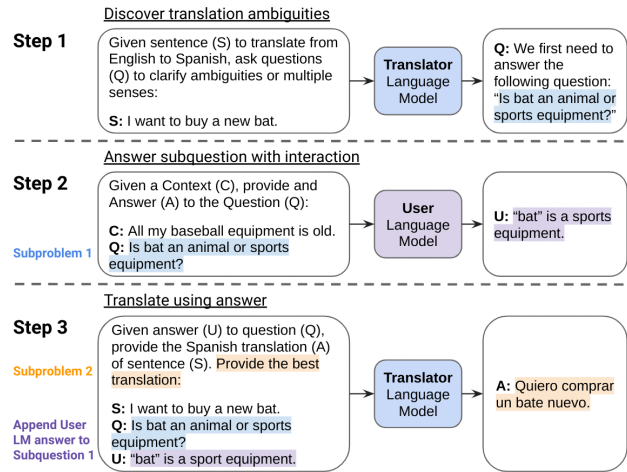 Discover translation ambiguities
Step 1
Given sentence (S) to translate from
English to Spanish, ask questions
(Q) to clarify ambiguities or multiple
senses:
S: I want to buy a new bat.
Translator
Language
Model
Q: We first need to
answer the
following question:
“Is bat an animal or
sports equipment?”
Answer subquestion with interaction
Step 2
Subproblem 1
Given a Context (C), provide and
Answer (A) to the Question (Q):
C: All my baseball equipment is old.
Q: Is bat an animal or sports
equipment?
User
Language
Model
U: “bat” is a sports
equipment.
Translate using answer
Step 3
Subproblem 2
Append User
LM answer to
Subquestion 1
Given answer (U) to question (Q),
provide the Spanish translation (A)
of sentence (S). Provide the best
translation:
S: I want to buy a new bat.
Q: Is bat an animal or sports
equipment?
U: “bat” is a sport equipment.
Translator
Language
Model
A: Quiero comprar
un bate nuevo.